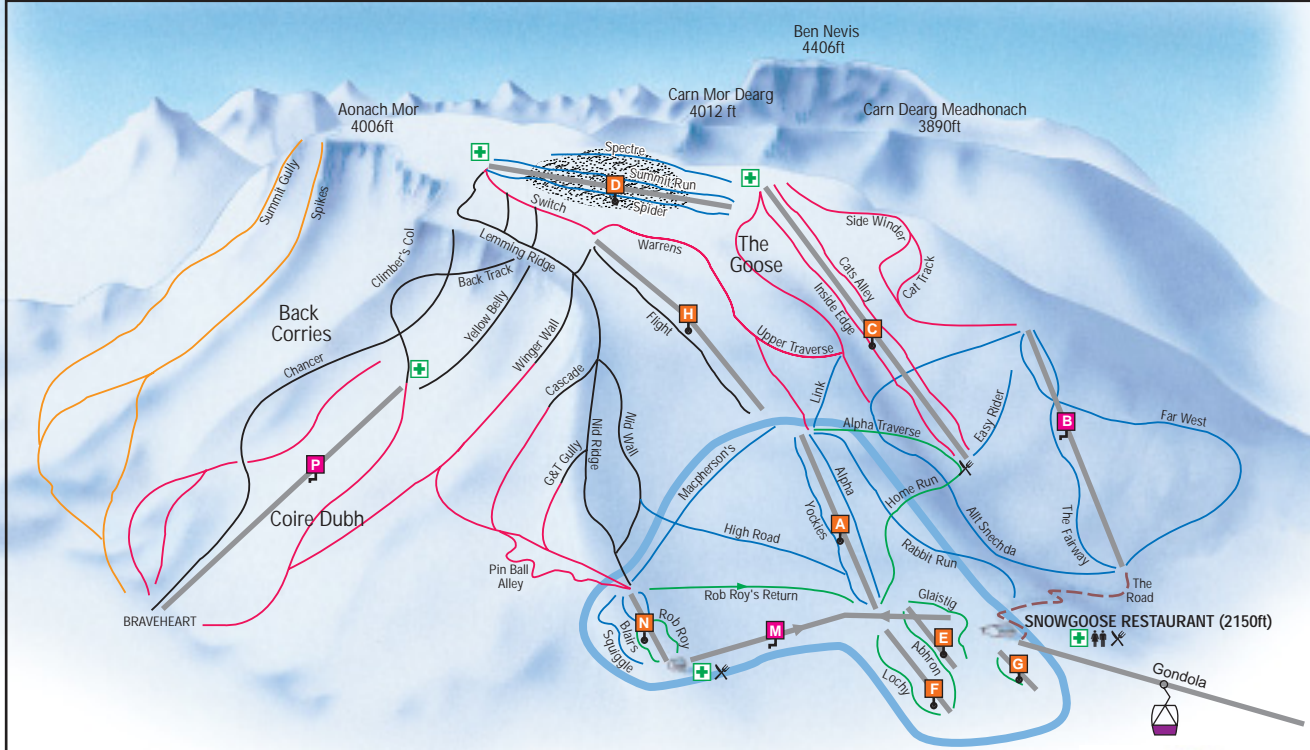 Ben Nevis
4406ft
Aonach Mor
4006ft
Carn Mor Dearg
4012 ft
Carn Dearg Meadhonach
3890ft
Summit Gully
Spikes
Climber's Col
Spectre
Summit Run
D
Spider
Switch
Lemming Ridge
Back Track
Yellow Belly
Warrens
The
Goose
Side Winder
Cat Track
Cats Alley
Inside Edge
C
H
Flight
Upper Traverse
Link
Back
Corries
Chancer
Winger Wall
Cascade
Nid Ridge
Nid Wall
G&T Gully
Macpherson's
Alpha Traverse
Easy Rider
B
Far West
P
Coire Dubh
Alpha
Yockies
A
Home Run
Allt Snechda
The Fairway
High Road
Rabbit Run
Pin Ball
Alley
Rob Roy's Return
Glaistig
The
Road
BRAVEHEART
N
Rob Roy
Blairs
Squiggle
M
E
Abhron
Lochy
F
G
SNOWGOOSE RESTAURANT (2150ft)
Gondola